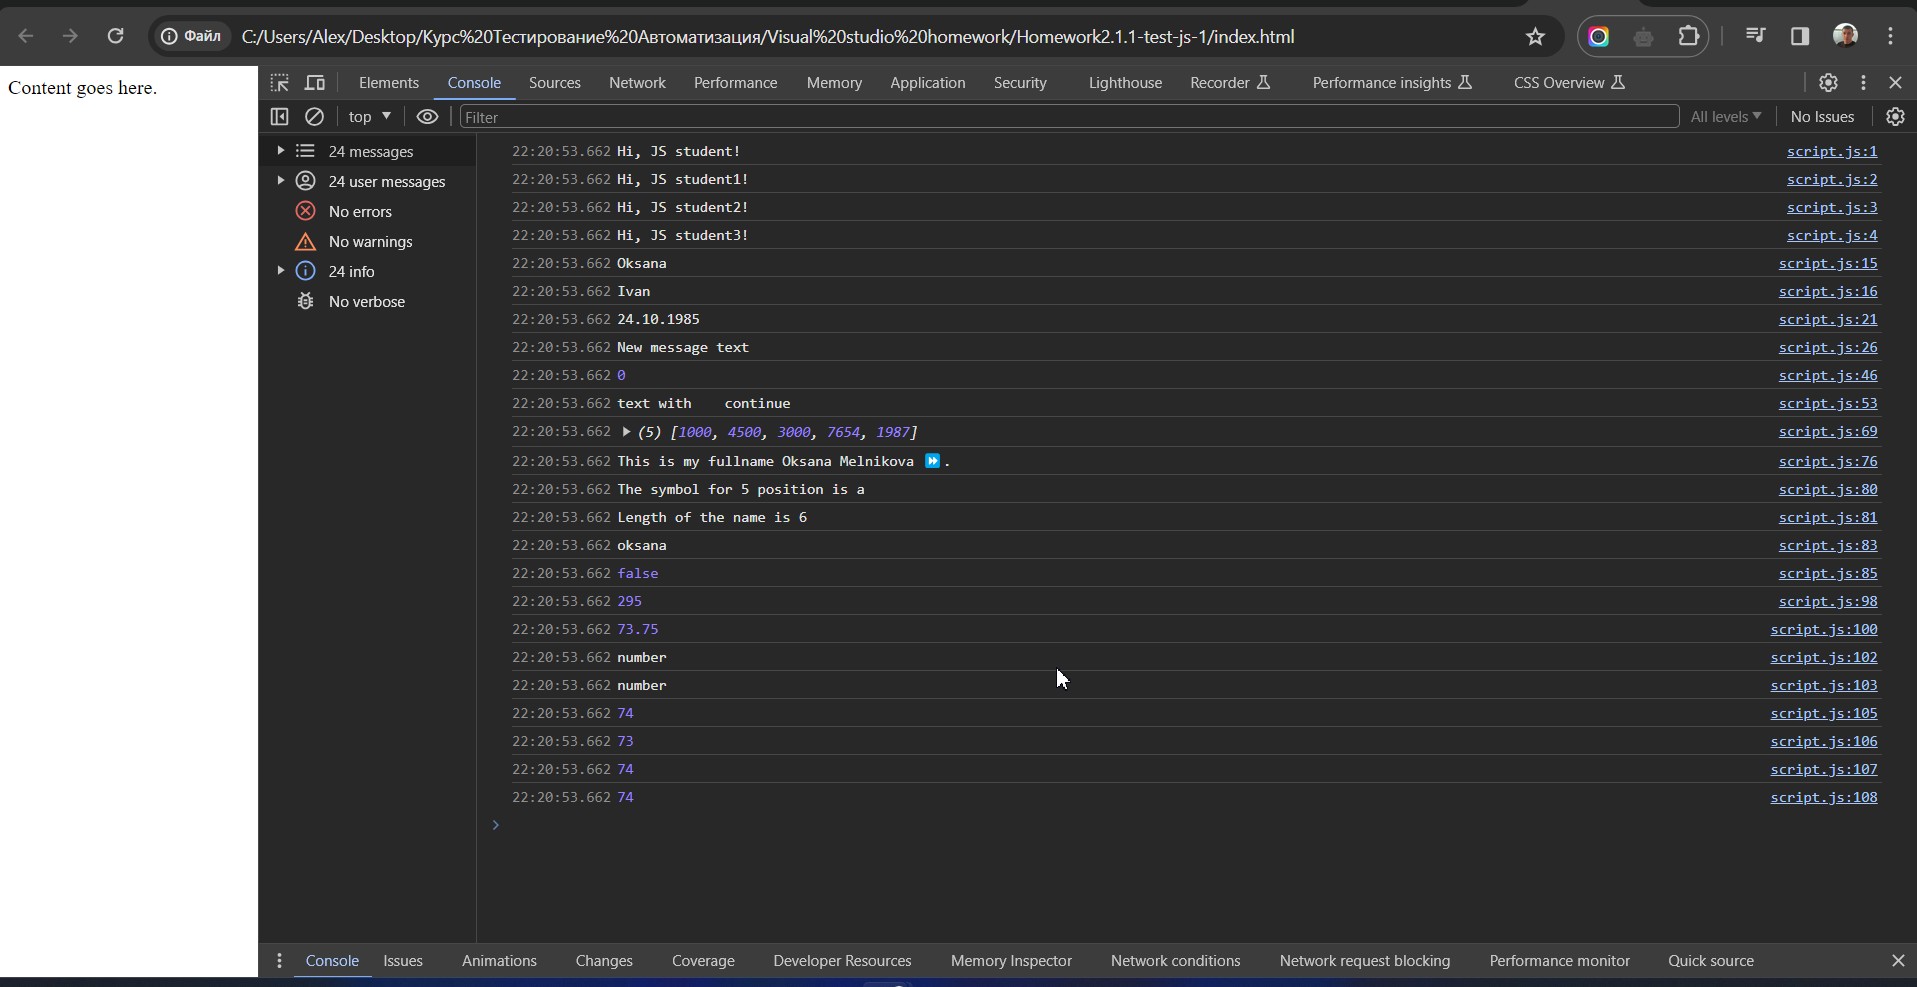 Файл C:/Users/Alex/Desktop/Курс%20Тестирование%20Автоматизация/Visual%20studio%20homework/Homework2.1.1-test-js-1/index.html
Content goes here.
Elements Console Sources Network Performance Memory Application Security Lighthouse Recorder Performance insights CSS Overview
top Filter All levels No Issues
24 messages
24 user messages
No errors
No warnings
24 info
No verbose
22:20:53.662 Hi, JS student! script.js:1
22:20:53.662 Hi, JS student1! script.js:2
22:20:53.662 Hi, JS student2! script.js:3
22:20:53.662 Hi, JS student3! script.js:4
22:20:53.662 Oksana script.js:15
22:20:53.662 Ivan script.js:16
22:20:53.662 24.10.1985 script.js:21
22:20:53.662 New message text script.js:26
22:20:53.662 0 script.js:46
22:20:53.662 text with    continue script.js:53
22:20:53.662 (5) [1000, 4500, 3000, 7654, 1987] script.js:69
22:20:53.662 This is my fullname Oksana Melnikova ⏩. script.js:76
22:20:53.662 The symbol for 5 position is a script.js:80
22:20:53.662 Length of the name is 6 script.js:81
22:20:53.662 oksana script.js:83
22:20:53.662 false script.js:85
22:20:53.662 295 script.js:98
22:20:53.662 73.75 script.js:100
22:20:53.662 number script.js:102
22:20:53.662 number script.js:103
22:20:53.662 74 script.js:105
22:20:53.662 73 script.js:106
22:20:53.662 74 script.js:107
22:20:53.662 74 script.js:108
Console Issues Animations Changes Coverage Developer Resources Memory Inspector Network conditions Network request blocking Performance monitor Quick source